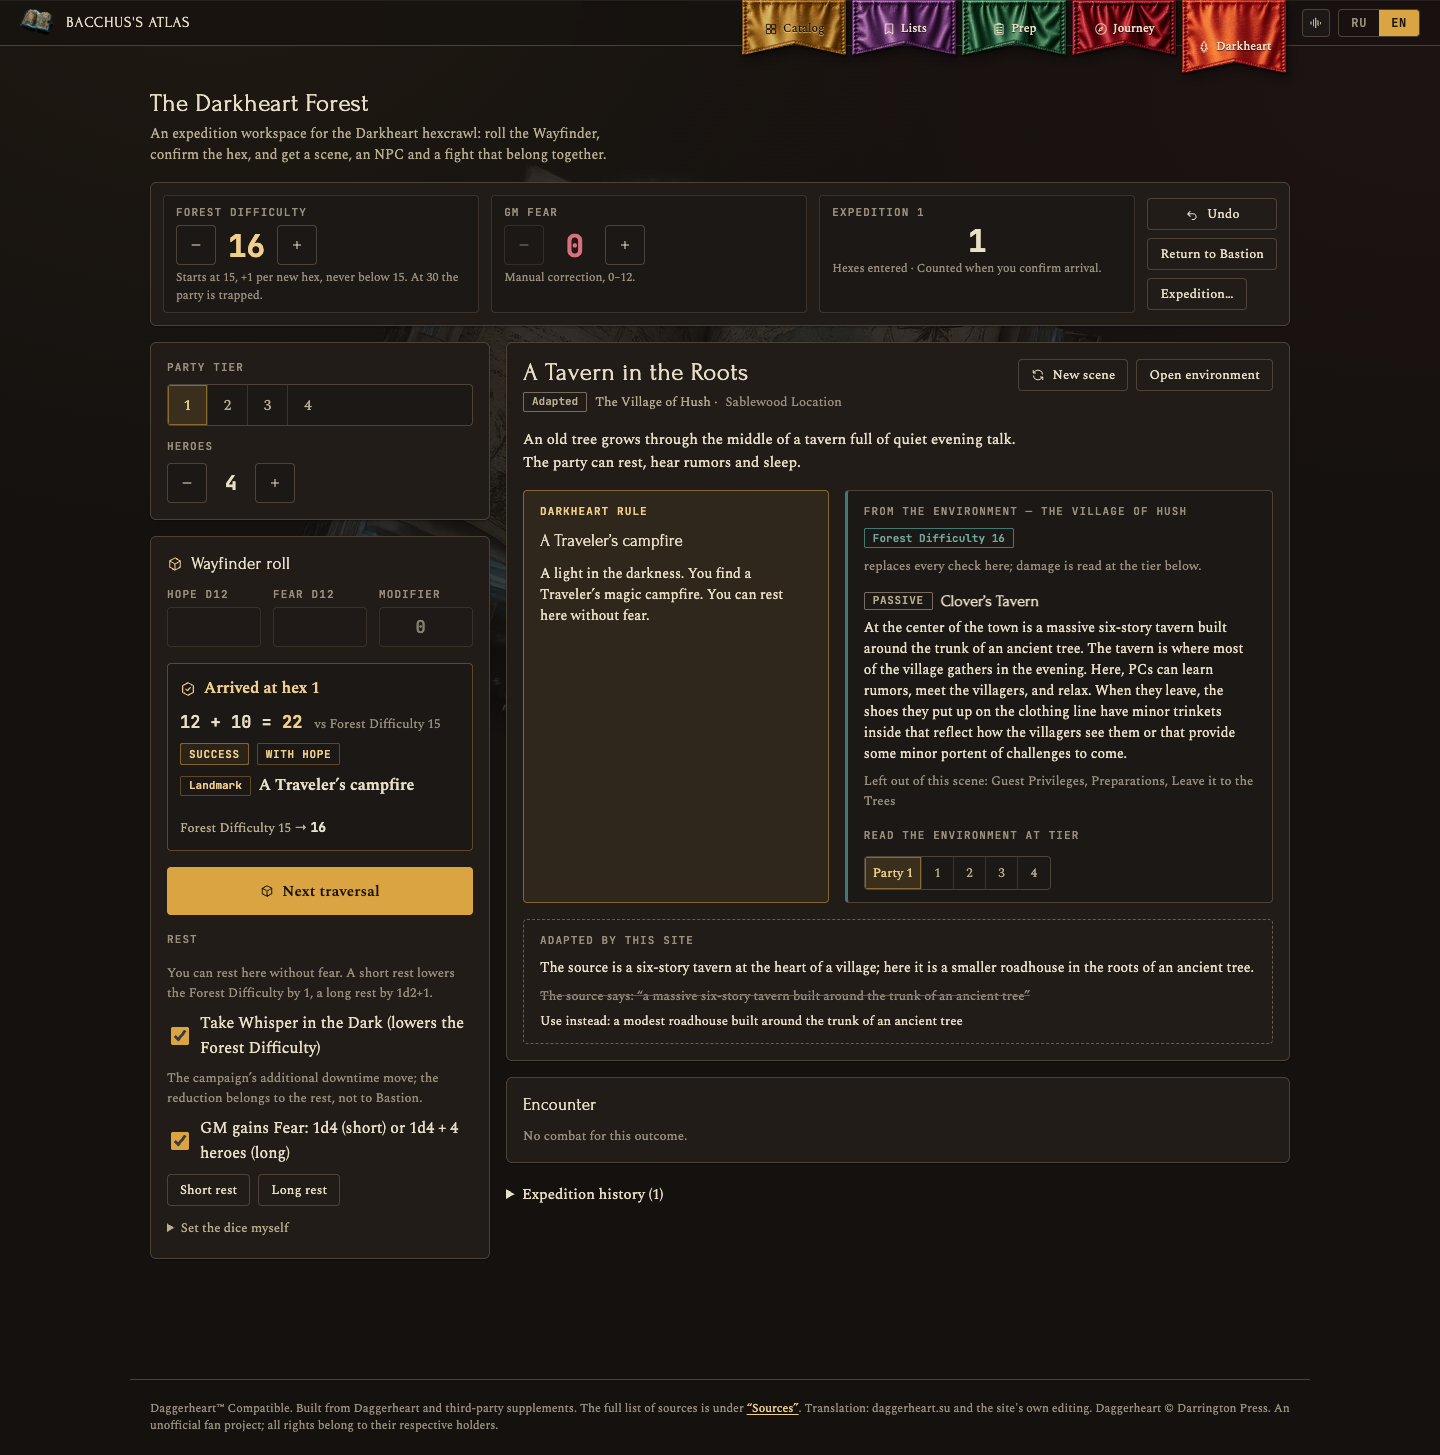 BACCHUS'S ATLAS
Catalog
Lists
Prep
Journey
Darkheart
RU
EN
The Darkheart Forest
An expedition workspace for the Darkheart hexcrawl: roll the Wayfinder,
confirm the hex, and get a scene, an NPC and a fight that belong together.
FOREST DIFFICULTY
− 16 +
Starts at 15, +1 per new hex, never below 15. At 30 the
party is trapped.
GM FEAR
− 0 +
Manual correction, 0–12.
EXPEDITION 1
1
Hexes entered · Counted when you confirm arrival.
Undo
Return to Bastion
Expedition…
PARTY TIER
1 2 3 4
HEROES
− 4 +
Wayfinder roll
HOPE D12 FEAR D12 MODIFIER
0
Arrived at hex 1
12 + 10 = 22 vs Forest Difficulty 15
SUCCESS WITH HOPE
Landmark A Traveler’s campfire
Forest Difficulty 15 → 16
Next traversal
REST
You can rest here without fear. A short rest lowers
the Forest Difficulty by 1, a long rest by 1d2+1.
Take Whisper in the Dark (lowers the
Forest Difficulty)
The campaign’s additional downtime move; the
reduction belongs to the rest, not to Bastion.
GM gains Fear: 1d4 (short) or 1d4 + 4
heroes (long)
Short rest Long rest
Set the dice myself
A Tavern in the Roots
New scene
Open environment
Adapted The Village of Hush · Sablewood Location
An old tree grows through the middle of a tavern full of quiet evening talk.
The party can rest, hear rumors and sleep.
DARKHEART RULE
A Traveler’s campfire
A light in the darkness. You find a
Traveler’s magic campfire. You can rest
here without fear.
FROM THE ENVIRONMENT — THE VILLAGE OF HUSH
Forest Difficulty 16
replaces every check here; damage is read at the tier below.
PASSIVE Clover’s Tavern
At the center of the town is a massive six-story tavern built
around the trunk of an ancient tree. The tavern is where most
of the village gathers in the evening. Here, PCs can learn
rumors, meet the villagers, and relax. When they leave, the
shoes they put up on the clothing line have minor trinkets
inside that reflect how the villagers see them or that provide
some minor portent of challenges to come.
Left out of this scene: Guest Privileges, Preparations, Leave it to the
Trees
READ THE ENVIRONMENT AT TIER
Party 1 1 2 3 4
ADAPTED BY THIS SITE
The source is a six-story tavern at the heart of a village; here it is a smaller roadhouse in the roots of an ancient tree.
The source says: “a massive six-story tavern built around the trunk of an ancient tree”
Use instead: a modest roadhouse built around the trunk of an ancient tree
Encounter
No combat for this outcome.
Expedition history (1)
Daggerheart™ Compatible. Built from Daggerheart and third-party supplements. The full list of sources is under “Sources”. Translation: daggerheart.su and the site's own editing. Daggerheart © Darrington Press. An
unofficial fan project; all rights belong to their respective holders.